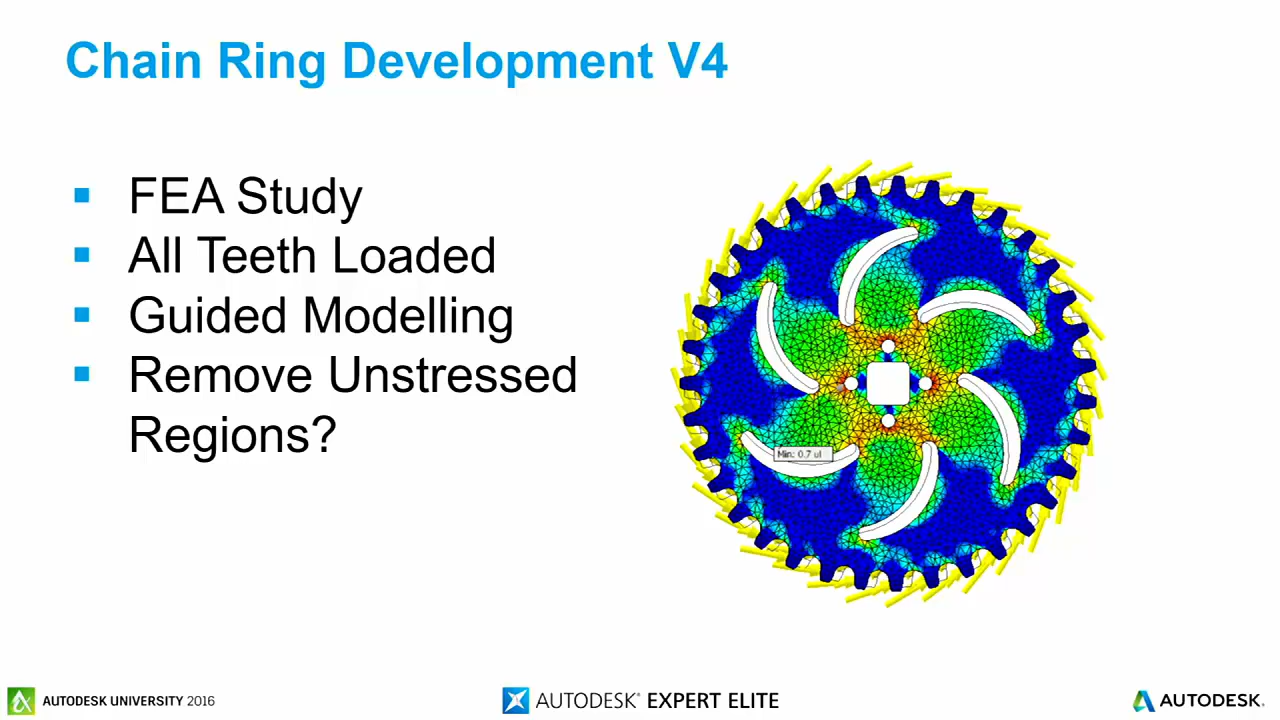 Chain Ring Development V4
FEA Study
All Teeth Loaded
Guided Modelling
Remove Unstressed
Regions?
Min: 0.7 ul
AUTODESK UNIVERSITY 2016
AUTODESK® EXPERT ELITE
AUTODESK.